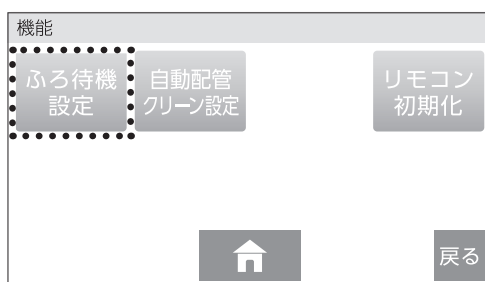 機能
ふろ待機
設定
自動配管
クリーン設定
リモコン
初期化
戻る